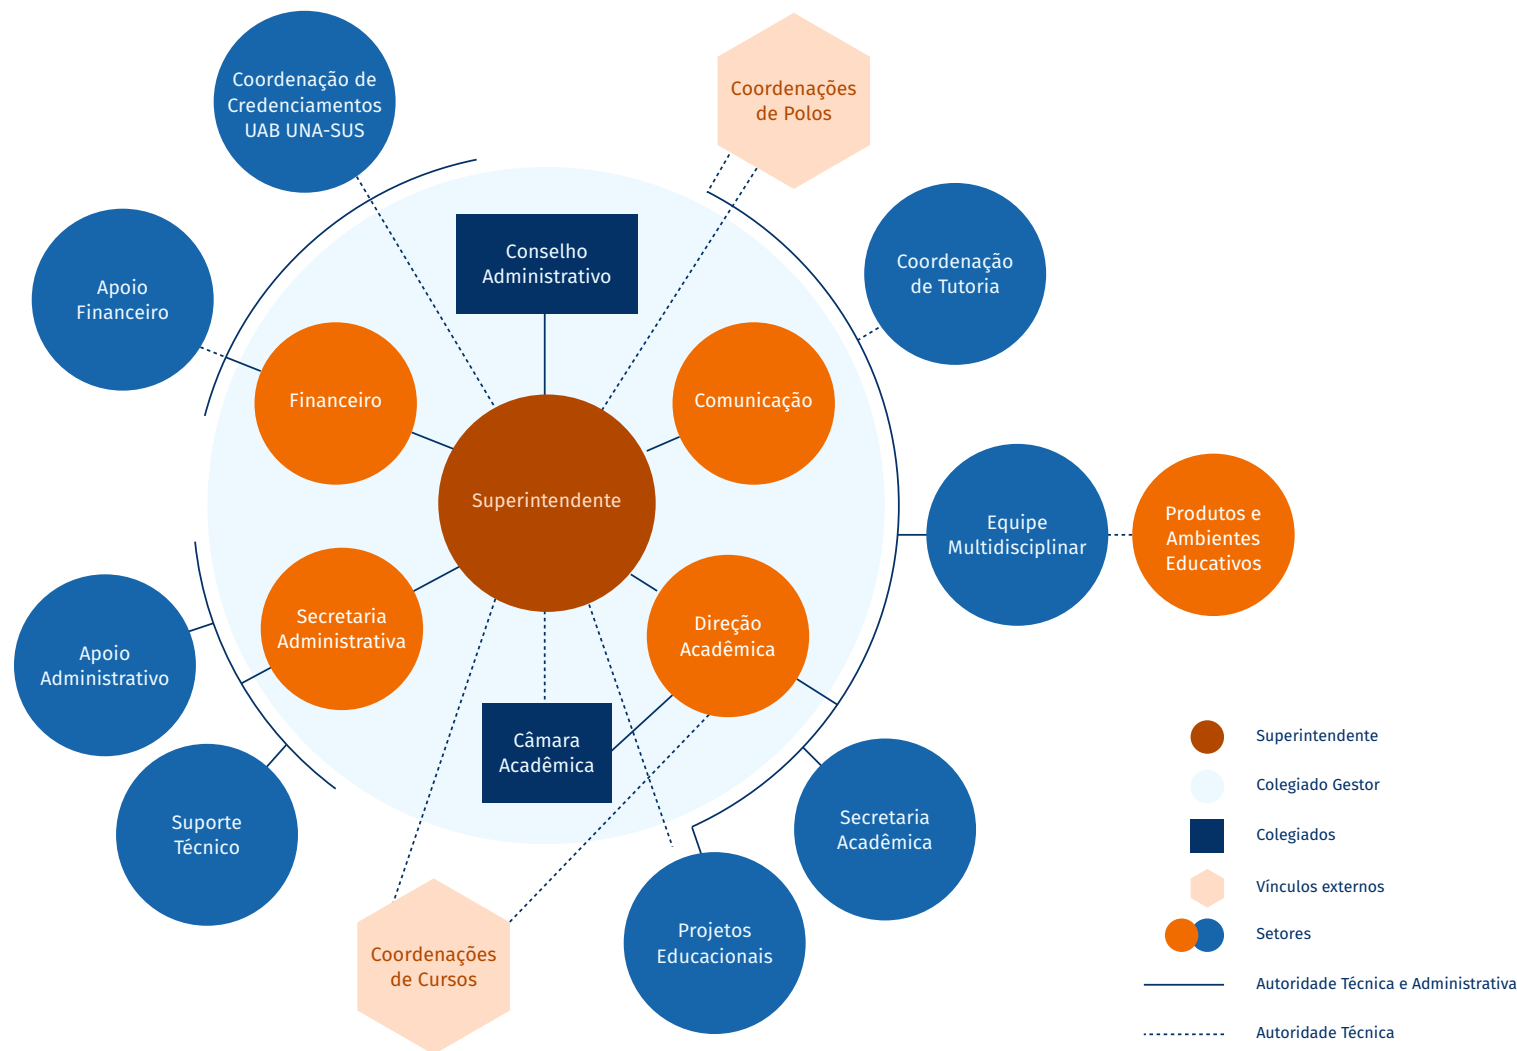 Coordenação de
Credenciamentos
UAB UNA-SUS
Coordenações
de Polos
Conselho
Administrativo
Coordenação
de Tutoria
Apoio
Financeiro
Financeiro
Comunicação
Superintendente
Equipe
Multidisciplinar
Produtos e
Ambientes
Educativos
Secretaria
Administrativa
Direção
Acadêmica
Apoio
Administrativo
Câmara
Acadêmica
Suporte
Técnico
Secretaria
Acadêmica
Coordenações
de Cursos
Projetos
Educacionais
Superintendente
Colegiado Gestor
Colegiados
Vínculos externos
Setores
Autoridade Técnica e Administrativa
Autoridade Técnica